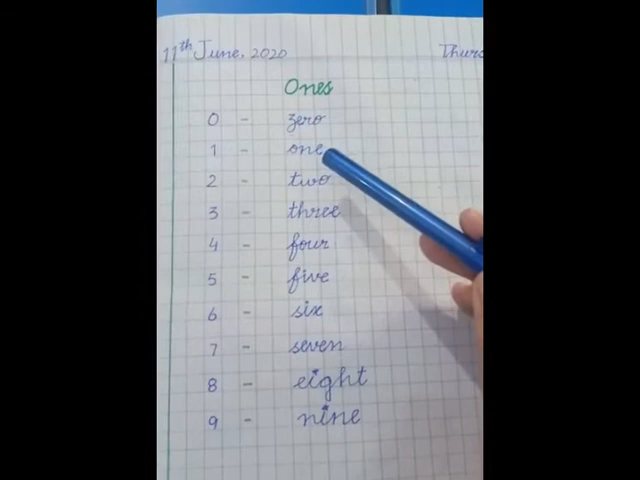 11th June, 2020
Ones
0 - zero
1 - one
2 - two
3 - three
4 - four
5 - five
6 - six
7 - seven
8 - eight
9 - nine